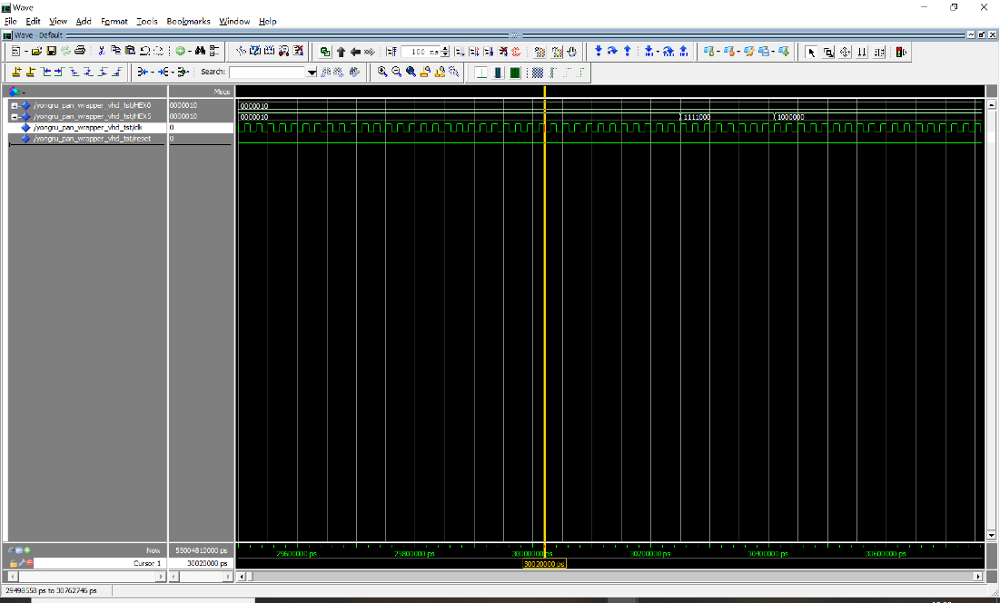 Wave
File Edit View Add Format Tools Bookmarks Window Help
Wave - Default
100 ns
Search:
Msgs
/yongru_pan_wrapper_vhd_tst/HEX0 0000010 0000010
/yongru_pan_wrapper_vhd_tst/HEX5 0000010 0000010 1111000 1000000
/yongru_pan_wrapper_vhd_tst/clk 0
/yongru_pan_wrapper_vhd_tst/reset 0
Now 55004810000 ps 29600000 ps 29800000 ps 30000000 ps 30200000 ps 30400000 ps 30600000 ps
Cursor 1 30020000 ps 30020000 ps
29498558 ps to 30762746 ps